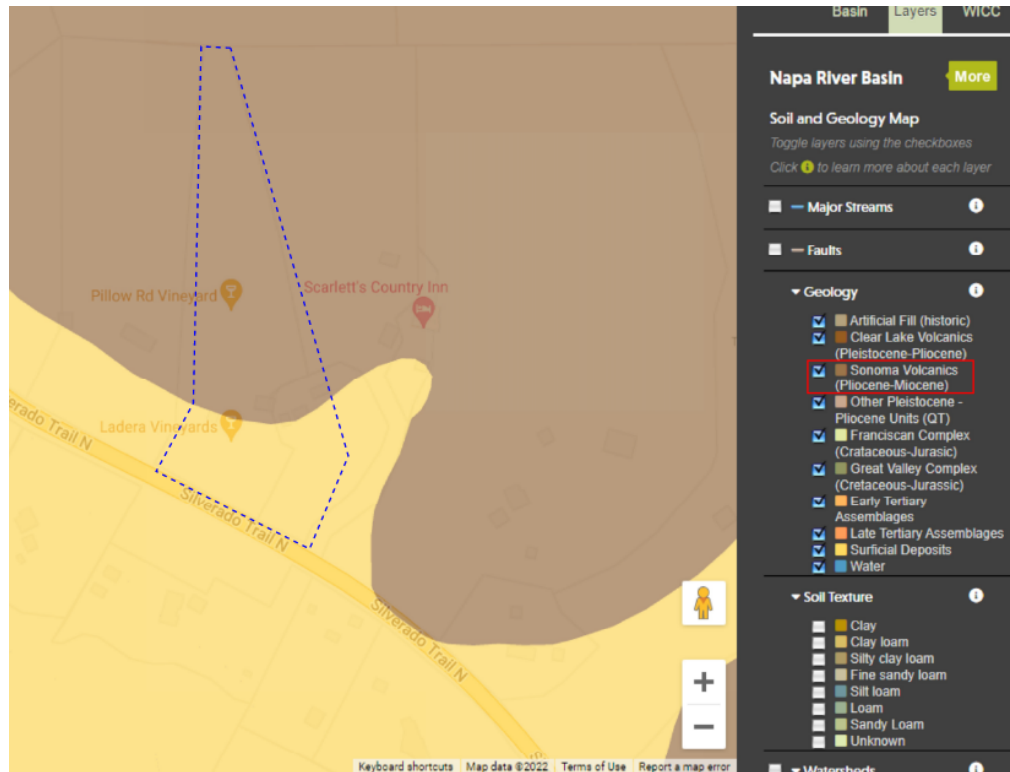 Basin Layers WICC
Napa River Basin More
Soil and Geology Map
Toggle layers using the checkboxes
Click i to learn more about each layer
Major Streams
Faults
Geology
Artificial Fill (historic)
Clear Lake Volcanics
(Pleistocene-Pliocene)
Sonoma Volcanics
(Pliocene-Miocene)
Other Pleistocene -
Pliocene Units (QT)
Franciscan Complex
(Crataceous-Jurasic)
Great Valley Complex
(Cretaceous-Jurassic)
Early Tertiary
Assemblages
Late Tertiary Assemblages
Surficial Deposits
Water
Soil Texture
Clay
Clay loam
Silty clay loam
Fine sandy loam
Silt loam
Loam
Sandy Loam
Unknown
Watersheds
Pillow Rd Vineyard
Scarlett's Country Inn
Ladera Vineyards
erado Trail N
Silverado Trail N
Silverado Trail N
Keyboard shortcuts Map data ©2022 Terms of Use Report a map error